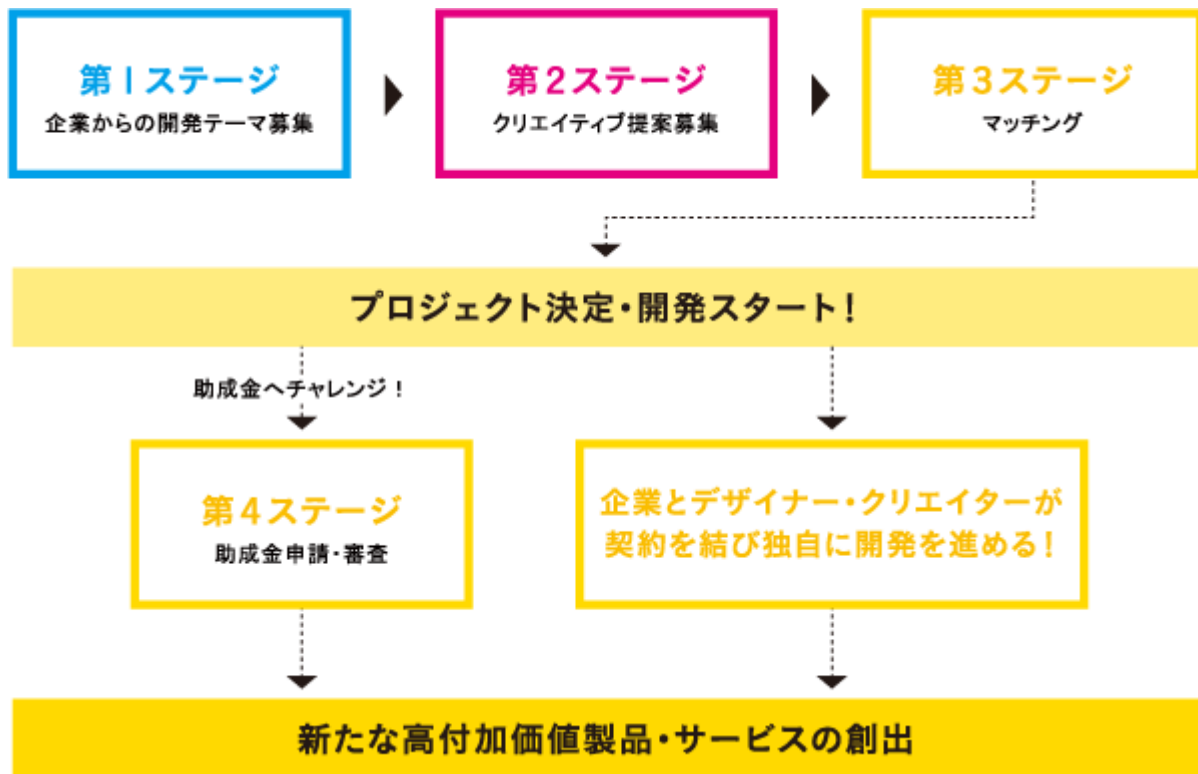 第1ステージ
企業からの開発テーマ募集
第2ステージ
クリエイティブ提案募集
第3ステージ
マッチング
プロジェクト決定・開発スタート！
助成金へチャレンジ！
第4ステージ
助成金申請・審査
企業とデザイナー・クリエイターが
契約を結び独自に開発を進める！
新たな高付加価値製品・サービスの創出